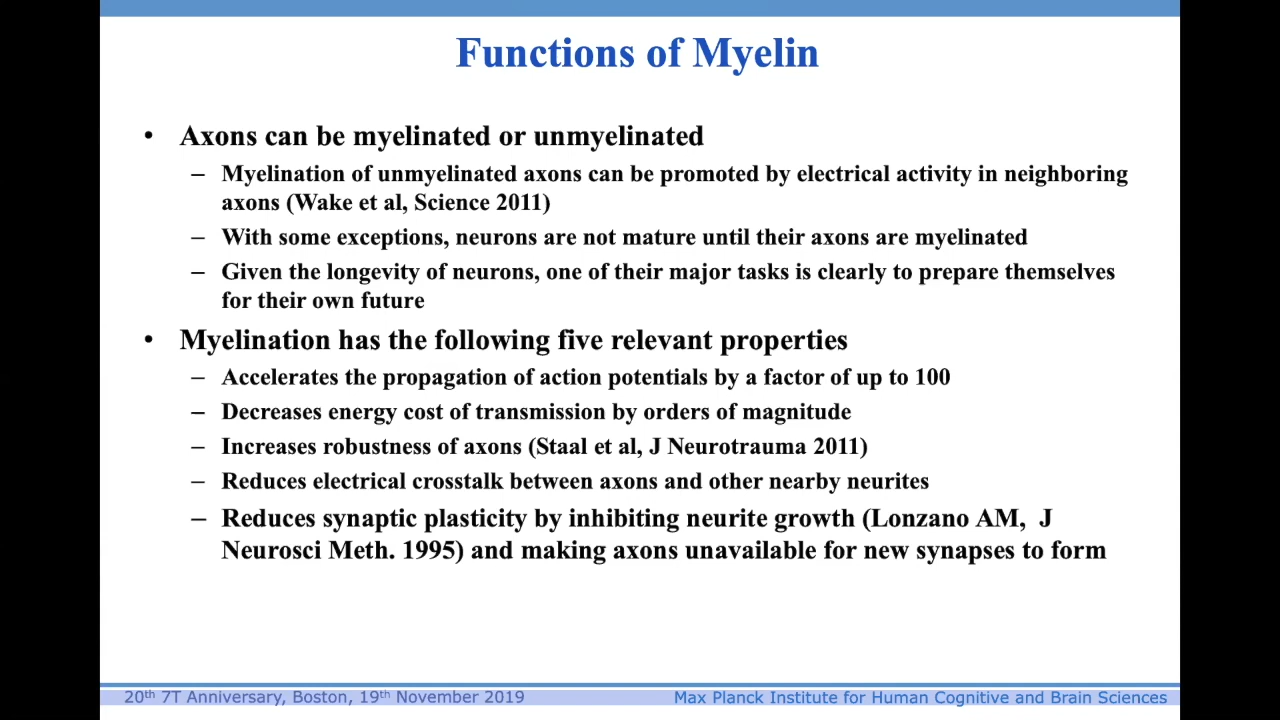 Functions of Myelin
• Axons can be myelinated or unmyelinated
– Myelination of unmyelinated axons can be promoted by electrical activity in neighboring
axons (Wake et al, Science 2011)
– With some exceptions, neurons are not mature until their axons are myelinated
– Given the longevity of neurons, one of their major tasks is clearly to prepare themselves
for their own future
• Myelination has the following five relevant properties
– Accelerates the propagation of action potentials by a factor of up to 100
– Decreases energy cost of transmission by orders of magnitude
– Increases robustness of axons (Staal et al, J Neurotrauma 2011)
– Reduces electrical crosstalk between axons and other nearby neurites
– Reduces synaptic plasticity by inhibiting neurite growth (Lonzano AM, J
Neurosci Meth. 1995) and making axons unavailable for new synapses to form
20th 7T Anniversary, Boston, 19th November 2019
Max Planck Institute for Human Cognitive and Brain Sciences